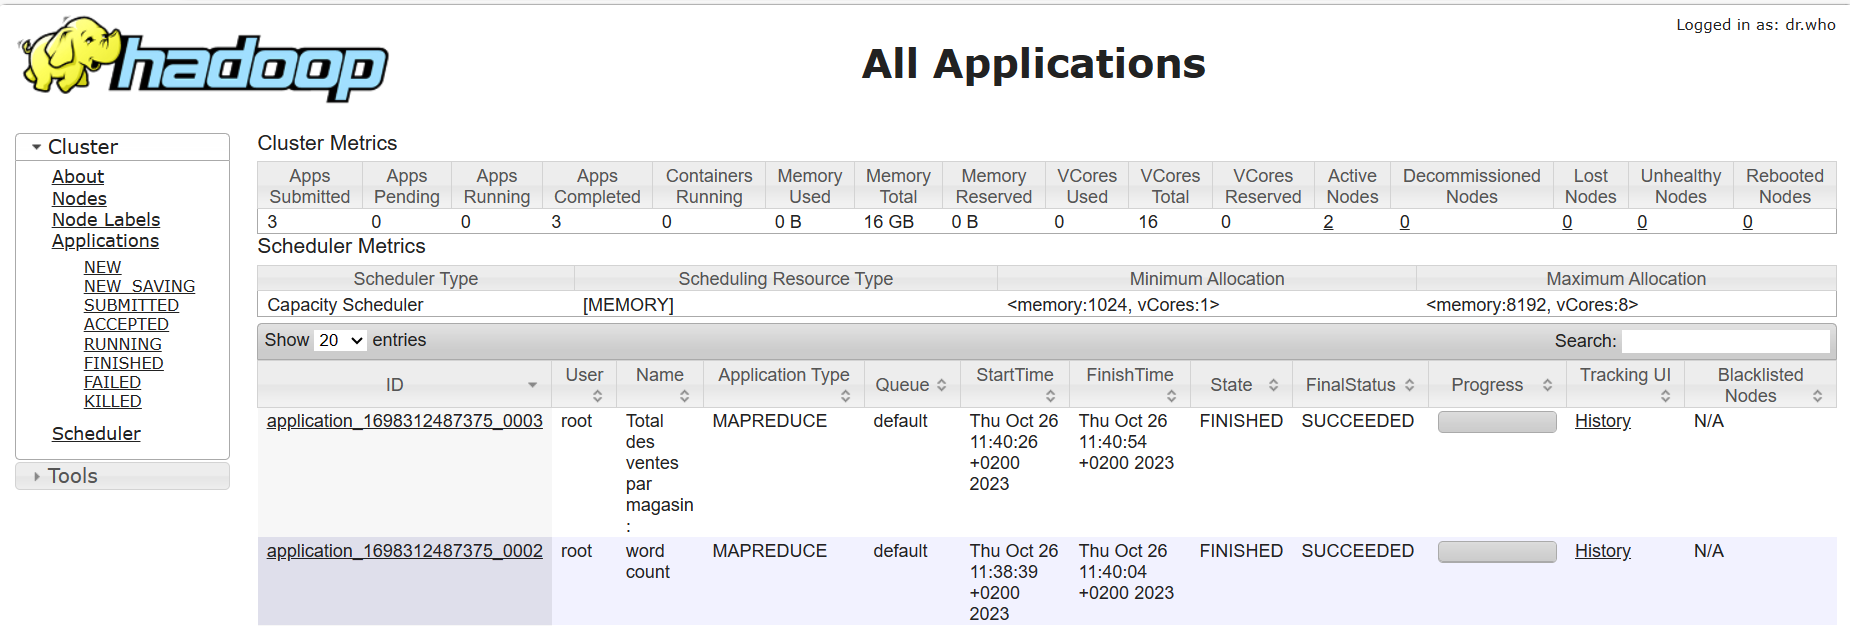 Logged in as: dr.who
hadoop
All Applications
Cluster
About
Nodes
Node Labels
Applications
NEW
NEW_SAVING
SUBMITTED
ACCEPTED
RUNNING
FINISHED
FAILED
KILLED
Scheduler
Tools
Cluster Metrics
Apps Submitted Apps Pending Apps Running Apps Completed Containers Running Memory Used Memory Total Memory Reserved VCores Used VCores Total VCores Reserved Active Nodes Decommissioned Nodes Lost Nodes Unhealthy Nodes Rebooted Nodes
3 0 0 3 0 0 B 16 GB 0 B 0 16 0 2 0 0 0 0
Scheduler Metrics
Scheduler Type Scheduling Resource Type Minimum Allocation Maximum Allocation
Capacity Scheduler [MEMORY] <memory:1024, vCores:1> <memory:8192, vCores:8>
Show 20 entries Search:
ID User Name Application Type Queue StartTime FinishTime State FinalStatus Progress Tracking UI Blacklisted Nodes
application_1698312487375_0003 root Total des ventes par magasin : MAPREDUCE default Thu Oct 26 11:40:26 +0200 2023 Thu Oct 26 11:40:54 +0200 2023 FINISHED SUCCEEDED History N/A
application_1698312487375_0002 root word count MAPREDUCE default Thu Oct 26 11:38:39 +0200 2023 Thu Oct 26 11:40:04 +0200 2023 FINISHED SUCCEEDED History N/A